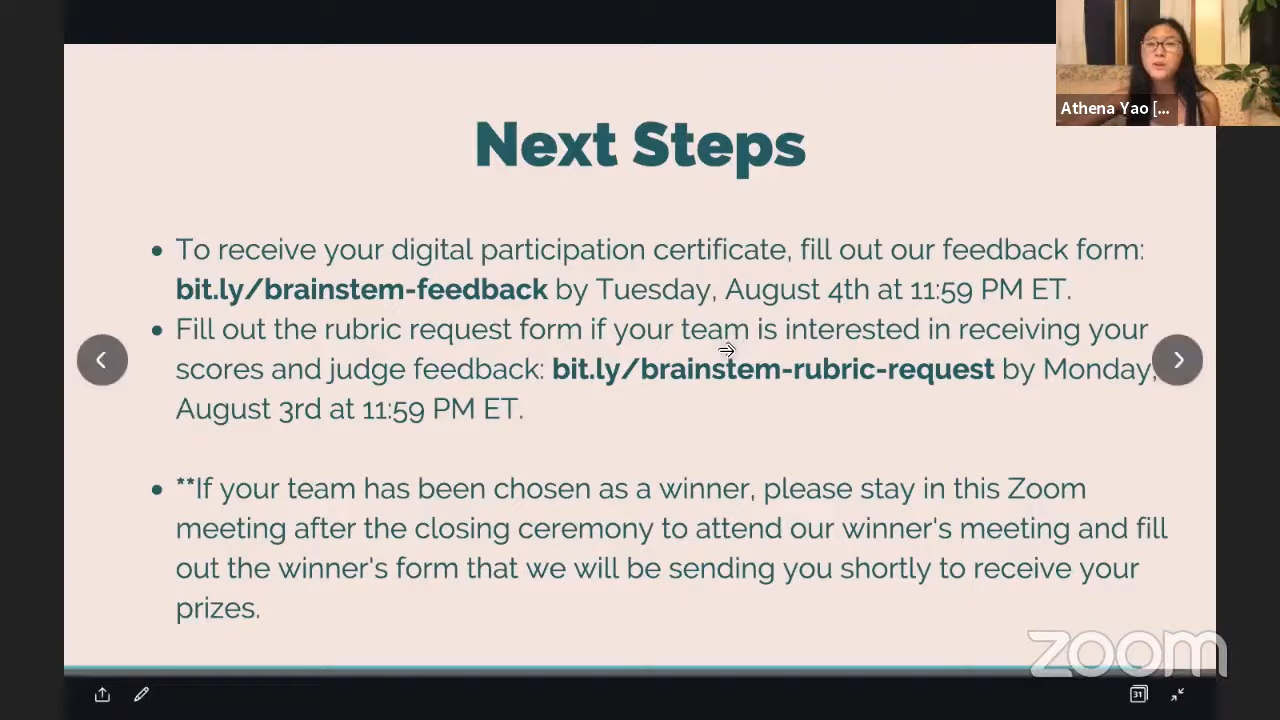 Athena Yao [...
Next Steps
• To receive your digital participation certificate, fill out our feedback form:
bit.ly/brainstem-feedback by Tuesday, August 4th at 11:59 PM ET.
• Fill out the rubric request form if your team is interested in receiving your
scores and judge feedback: bit.ly/brainstem-rubric-request by Monday,
August 3rd at 11:59 PM ET.
• **If your team has been chosen as a winner, please stay in this Zoom
meeting after the closing ceremony to attend our winner's meeting and fill
out the winner's form that we will be sending you shortly to receive your
prizes.
zoom
31